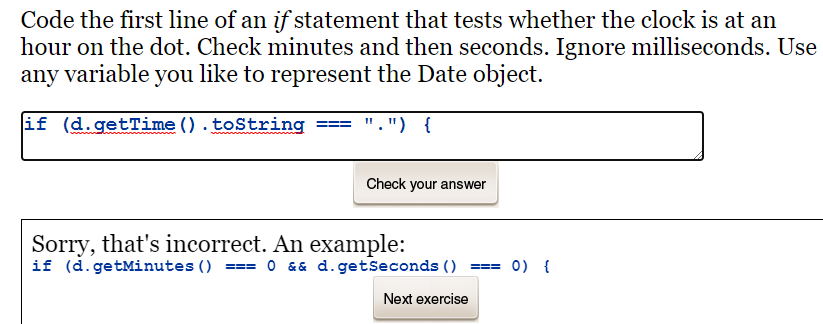 Code the first line of an if statement that tests whether the clock is at an
hour on the dot. Check minutes and then seconds. Ignore milliseconds. Use
any variable you like to represent the Date object.
if (d.getTime().toString === ".") {
Check your answer
Sorry, that's incorrect. An example:
if (d.getMinutes() === 0 && d.getSeconds() === 0) {
Next exercise